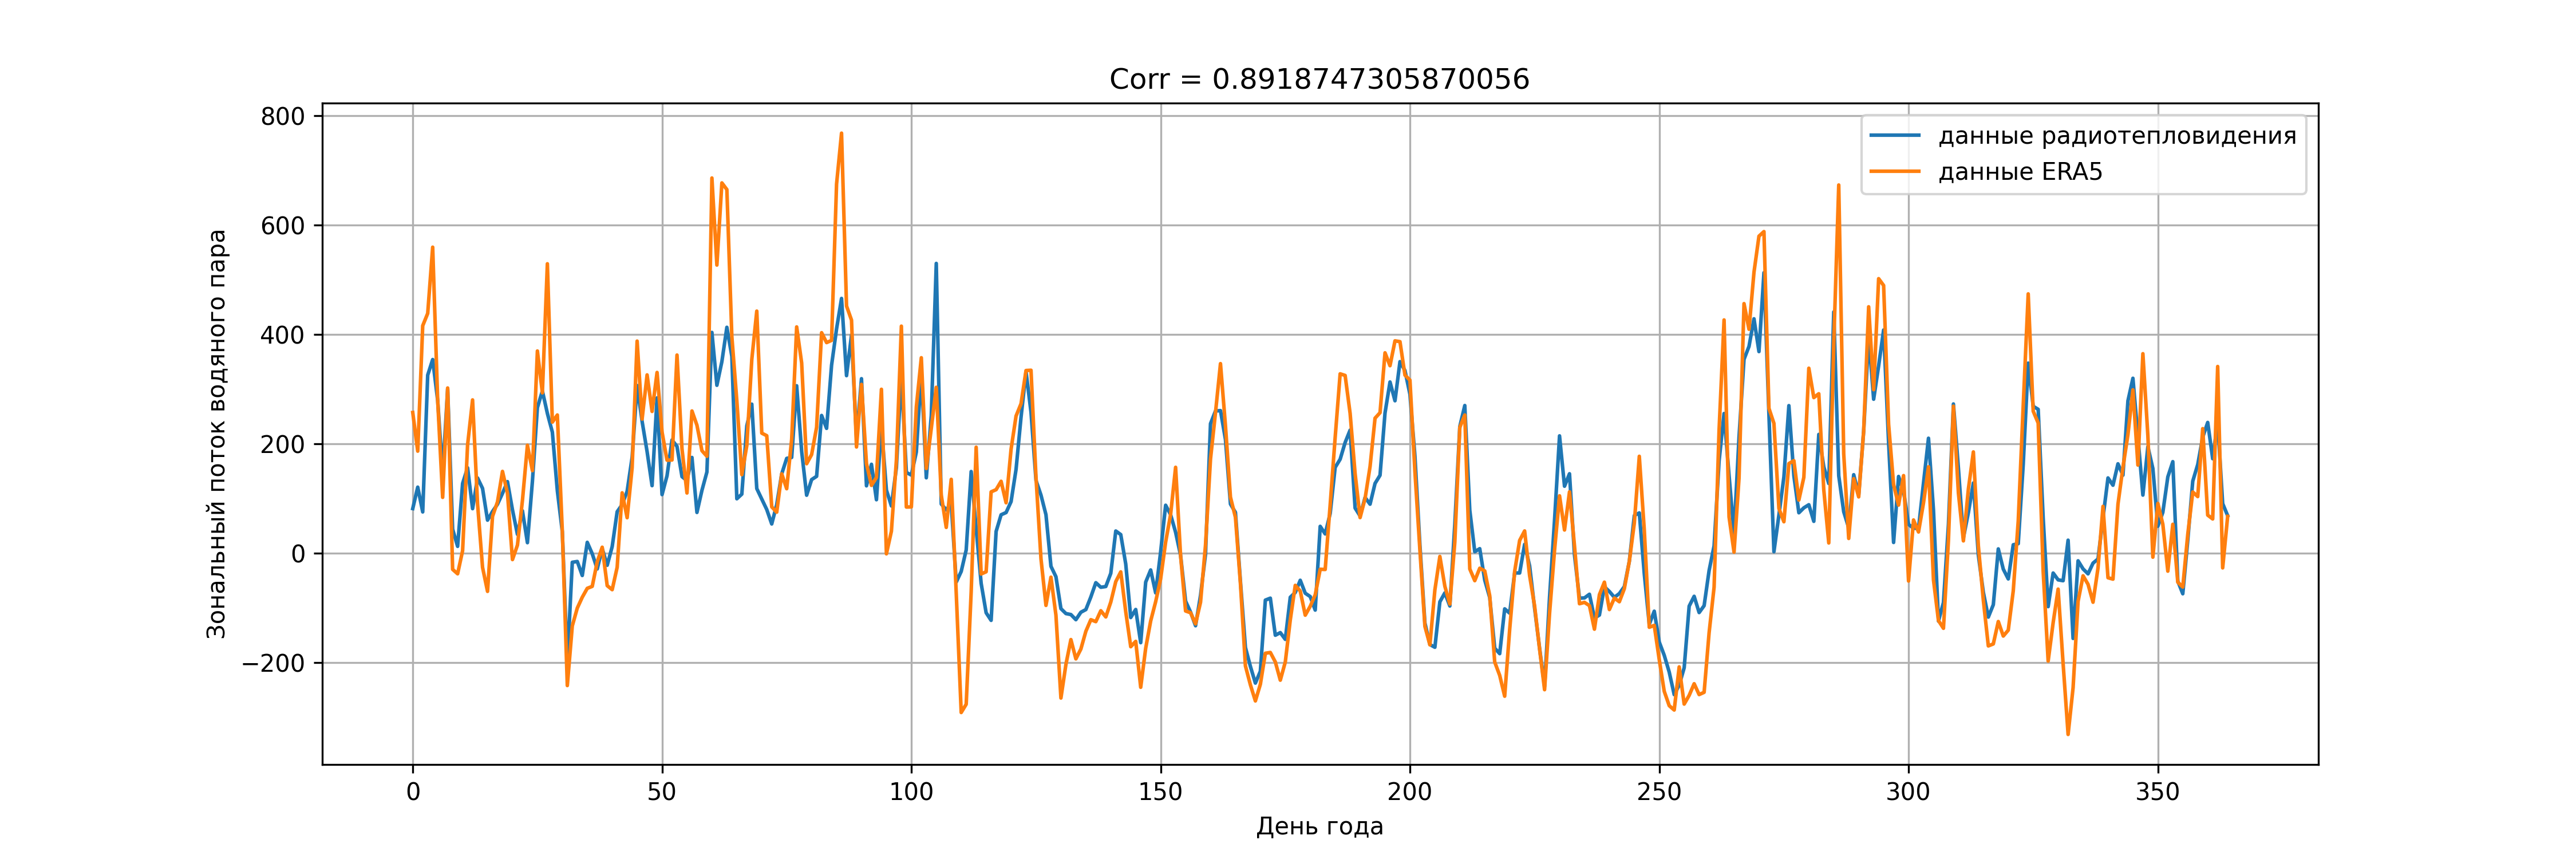 Corr = 0.8918747305870056
800
600
400
200
0
−200
Зональный поток водяного пара
данные радиотепловидения
данные ERA5
0 50 100 150 200 250 300 350
День года